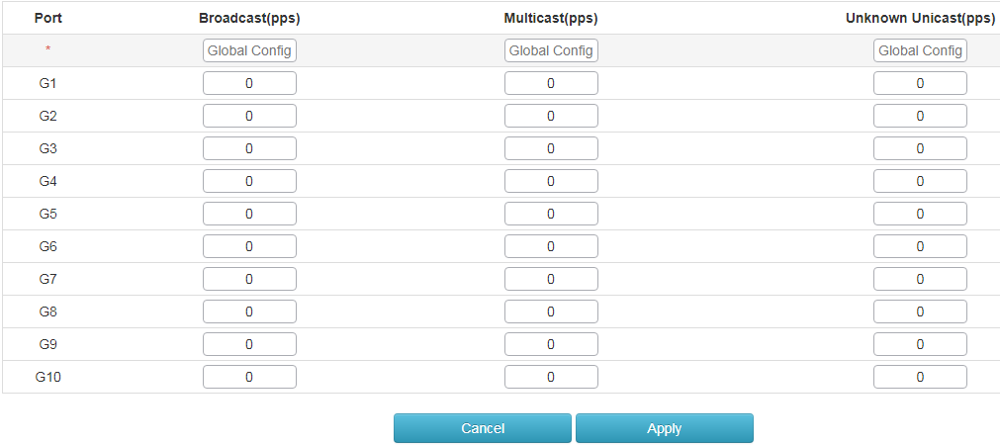 Port Broadcast(pps) Multicast(pps) Unknown Unicast(pps)
* Global Config Global Config Global Config
G1 0 0 0
G2 0 0 0
G3 0 0 0
G4 0 0 0
G5 0 0 0
G6 0 0 0
G7 0 0 0
G8 0 0 0
G9 0 0 0
G10 0 0 0
Cancel Apply